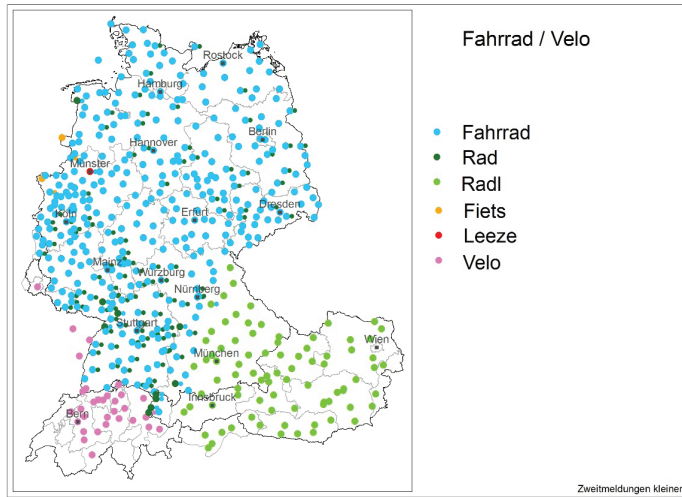 Fahrrad / Velo
Rostock
Hamburg
Berlin
Hannover
Münster
Köln
Erfurt
Dresden
Mainz
Würzburg
Nürnberg
Stuttgart
München
Wien
Innsbruck
Bern
Fahrrad
Rad
Radl
Fiets
Leeze
Velo
Zweitmeldungen kleiner